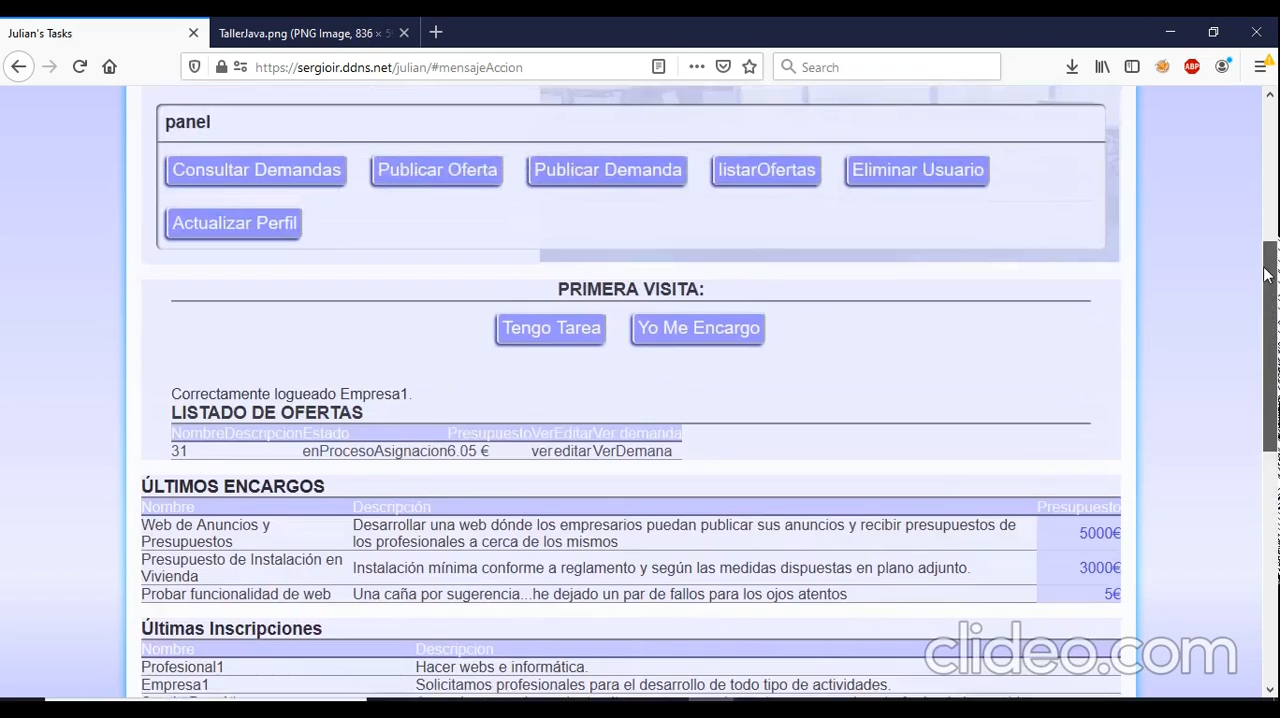 Julian's Tasks
TallerJava.png (PNG Image, 836 ×
https://sergioir.ddns.net/julian/#mensajeAccion
Search
ABP
panel
Consultar Demandas Publicar Oferta Publicar Demanda listarOfertas Eliminar Usuario
Actualizar Perfil
PRIMERA VISITA:
Tengo Tarea Yo Me Encargo
Correctamente logueado Empresa1.
LISTADO DE OFERTAS
NombreDescripcionEstado PresupuestoVerEditarVer demanda
31 enProcesoAsignacion6.05 € vereditarVerDemana
ÚLTIMOS ENCARGOS
Nombre Descripción Presupuesto
Web de Anuncios y Presupuestos
Desarrollar una web dónde los empresarios puedan publicar sus anuncios y recibir presupuestos de
los profesionales a cerca de los mismos
5000€
Presupuesto de Instalación en Vivienda
Instalación mínima conforme a reglamento y según las medidas dispuestas en plano adjunto.
3000€
Probar funcionalidad de web Una caña por sugerencia...he dejado un par de fallos para los ojos atentos 5€
Últimas Inscripciones
Nombre Descripcion
Profesional1 Hacer webs e informática.
Empresa1 Solicitamos profesionales para el desarrollo de todo tipo de actividades.
clideo.com